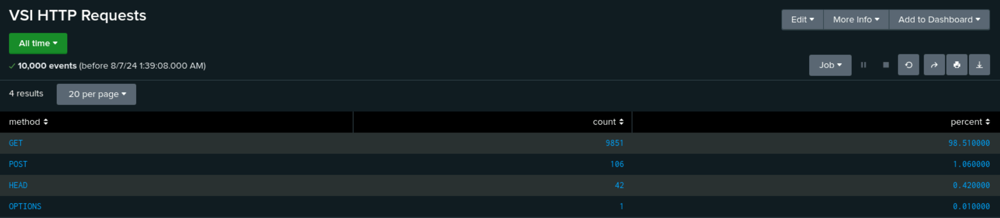 VSI HTTP Requests
Edit More Info Add to Dashboard
All time
10,000 events (before 8/7/24 1:39:08.000 AM)
Job
4 results 20 per page
method count percent
GET 9851 98.510000
POST 106 1.060000
HEAD 42 0.420000
OPTIONS 1 0.010000